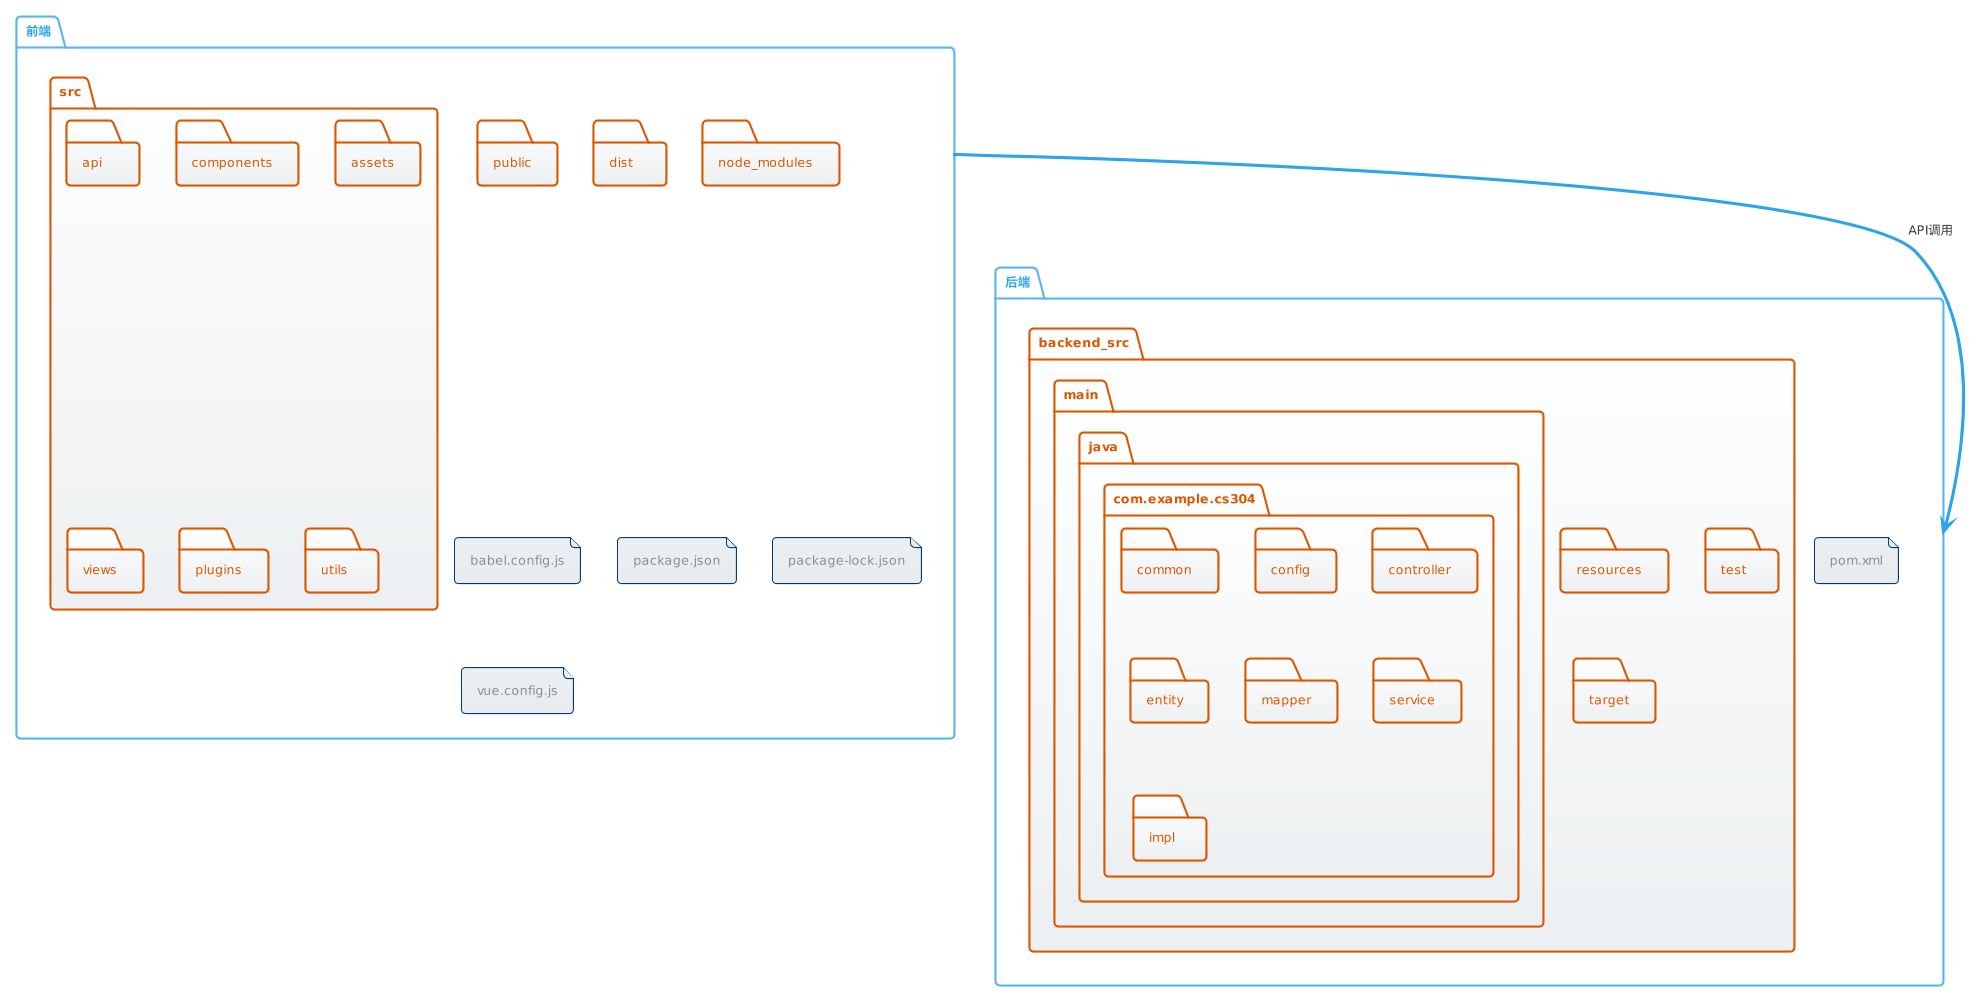 前端
src
api
components
assets
public
dist
node_modules
views
plugins
utils
babel.config.js
package.json
package-lock.json
vue.config.js
API调用
后端
backend_src
main
java
com.example.cs304
common
config
controller
resources
test
pom.xml
entity
mapper
service
target
impl